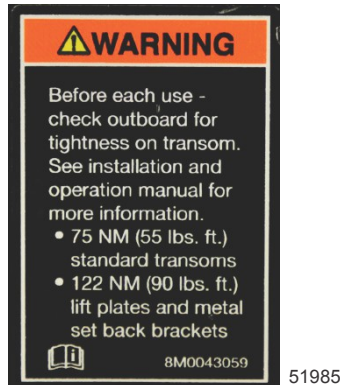 ⚠WARNING
Before each use -
check outboard for
tightness on transom.
See installation and
operation manual for
more information.
• 75 NM (55 lbs. ft.)
standard transoms
• 122 NM (90 lbs. ft.)
lift plates and metal
set back brackets
8M0043059
51985